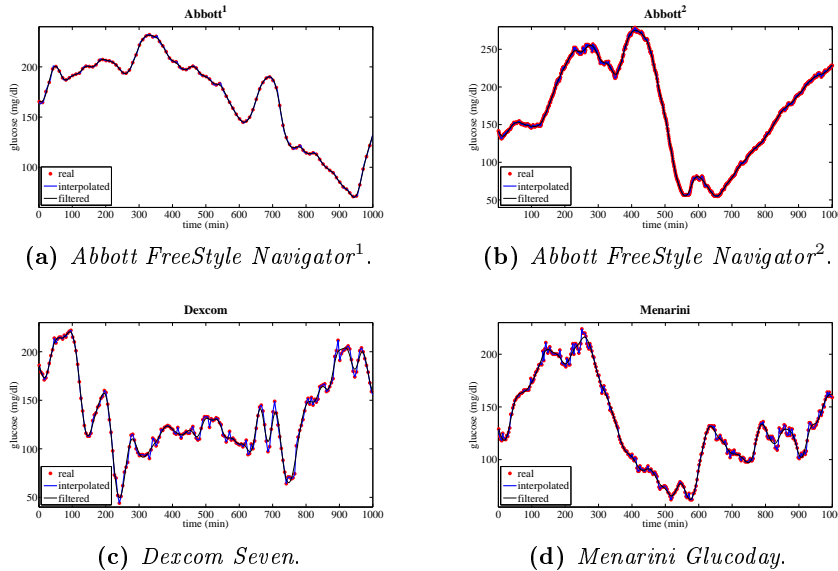 Abbott¹
glucose (mg/dl)
200
150
100
real
interpolated
filtered
0 100 200 300 400 500 600 700 800 900 1000
time (min)
(a) Abbott FreeStyle Navigator¹.
Abbott²
glucose (mg/dl)
250
200
150
100
50
real
interpolated
filtered
100 200 300 400 500 600 700 800 900 1000
time (min)
(b) Abbott FreeStyle Navigator².
Dexcom
glucose (mg/dl)
200
150
100
50
real
interpolated
filtered
0 100 200 300 400 500 600 700 800 900 1000
time (min)
(c) Dexcom Seven.
Menarini
glucose (mg/dl)
200
150
100
real
interpolated
filtered
100 200 300 400 500 600 700 800 900 1000
time (min)
(d) Menarini Glucoday.